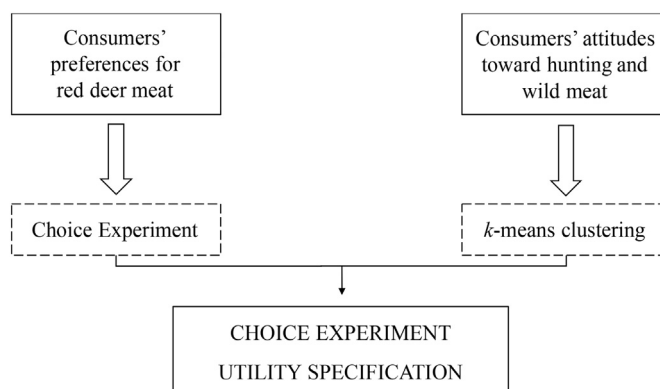 Consumers’
preferences for
red deer meat
Consumers’ attitudes
toward hunting and
wild meat
Choice Experiment
k-means clustering
CHOICE EXPERIMENT
UTILITY SPECIFICATION